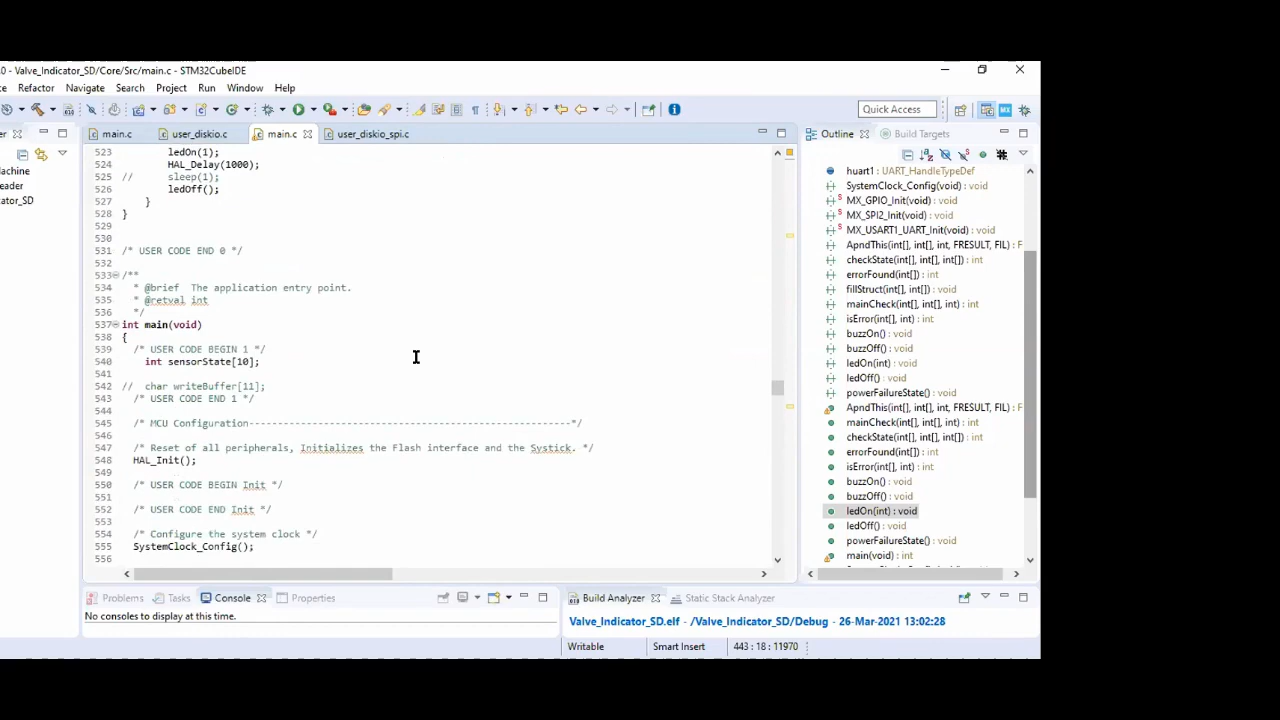 0 - Valve_Indicator_SD/Core/Src/main.c - STM32CubeIDE
ce Refactor Navigate Search Project Run Window Help
Quick Access
main.c user_diskio.c main.c user_diskio_spi.c
523 ledOn(1);
524 HAL_Delay(1000);
525 // sleep(1);
526 ledOff();
527 }
528 }
529
530
531 /* USER CODE END 0 */
532
533 /**
534 * @brief The application entry point.
535 * @retval int
536 */
537 int main(void)
538 {
539 /* USER CODE BEGIN 1 */
540 int sensorState[10];
541
542 // char writeBuffer[11];
543 /* USER CODE END 1 */
544
545 /* MCU Configuration--------------------------------------------------------*/
546
547 /* Reset of all peripherals, Initializes the Flash interface and the Systick. */
548 HAL_Init();
549
550 /* USER CODE BEGIN Init */
551
552 /* USER CODE END Init */
553
554 /* Configure the system clock */
555 SystemClock_Config();
556
er
achine
eader
ator_SD
Outline Build Targets
huart1 : UART_HandleTypeDef
SystemClock_Config(void) : void
MX_GPIO_Init(void) : void
MX_SPI2_Init(void) : void
MX_USART1_UART_Init(void) : void
ApndThis(int[], int[], int, FRESULT, FIL) : F
checkState(int[], int[], int[]) : int
errorFound(int[]) : int
fillStruct(int[], int[]) : void
mainCheck(int[], int[], int) : int
isError(int[], int) : int
buzzOn() : void
buzzOff() : void
ledOn(int) : void
ledOff() : void
powerFailureState() : void
ApndThis(int[], int[], int, FRESULT, FIL) : F
mainCheck(int[], int[], int) : int
checkState(int[], int[], int[]) : int
errorFound(int[]) : int
isError(int[], int) : int
buzzOn() : void
buzzOff() : void
ledOn(int) : void
ledOff() : void
powerFailureState() : void
main(void) : int
Problems Tasks Console Properties
No consoles to display at this time.
Build Analyzer Static Stack Analyzer
Valve_Indicator_SD.elf - /Valve_Indicator_SD/Debug - 26-Mar-2021 13:02:28
Writable Smart Insert 443 : 18 : 11970